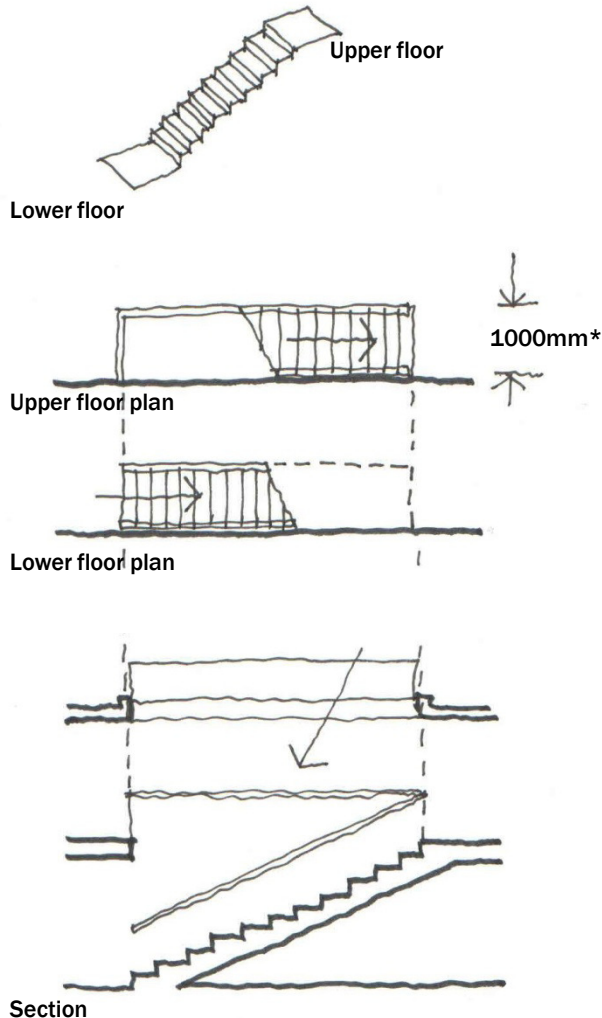 Upper floor
Lower floor
1000mm*
Upper floor plan
Lower floor plan
Section